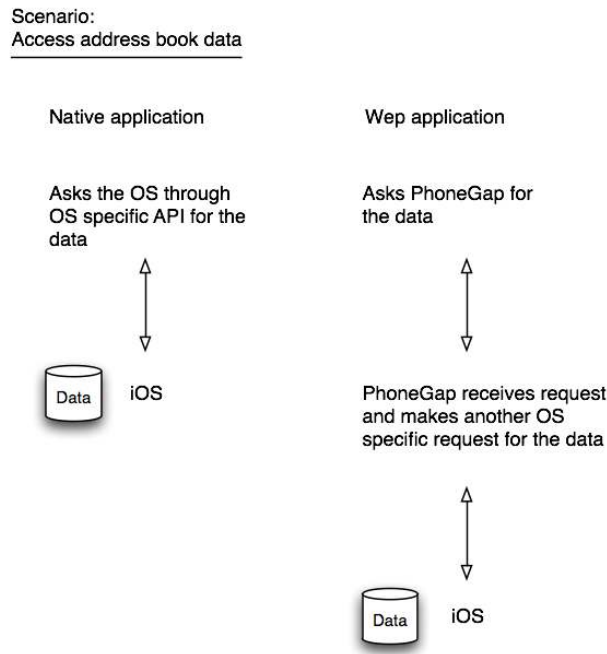 Scenario:
Access address book data
Native application
Asks the OS through
OS specific API for the
data
Data
iOS
Wep application
Asks PhoneGap for
the data
PhoneGap receives request
and makes another OS
specific request for the data
Data
iOS